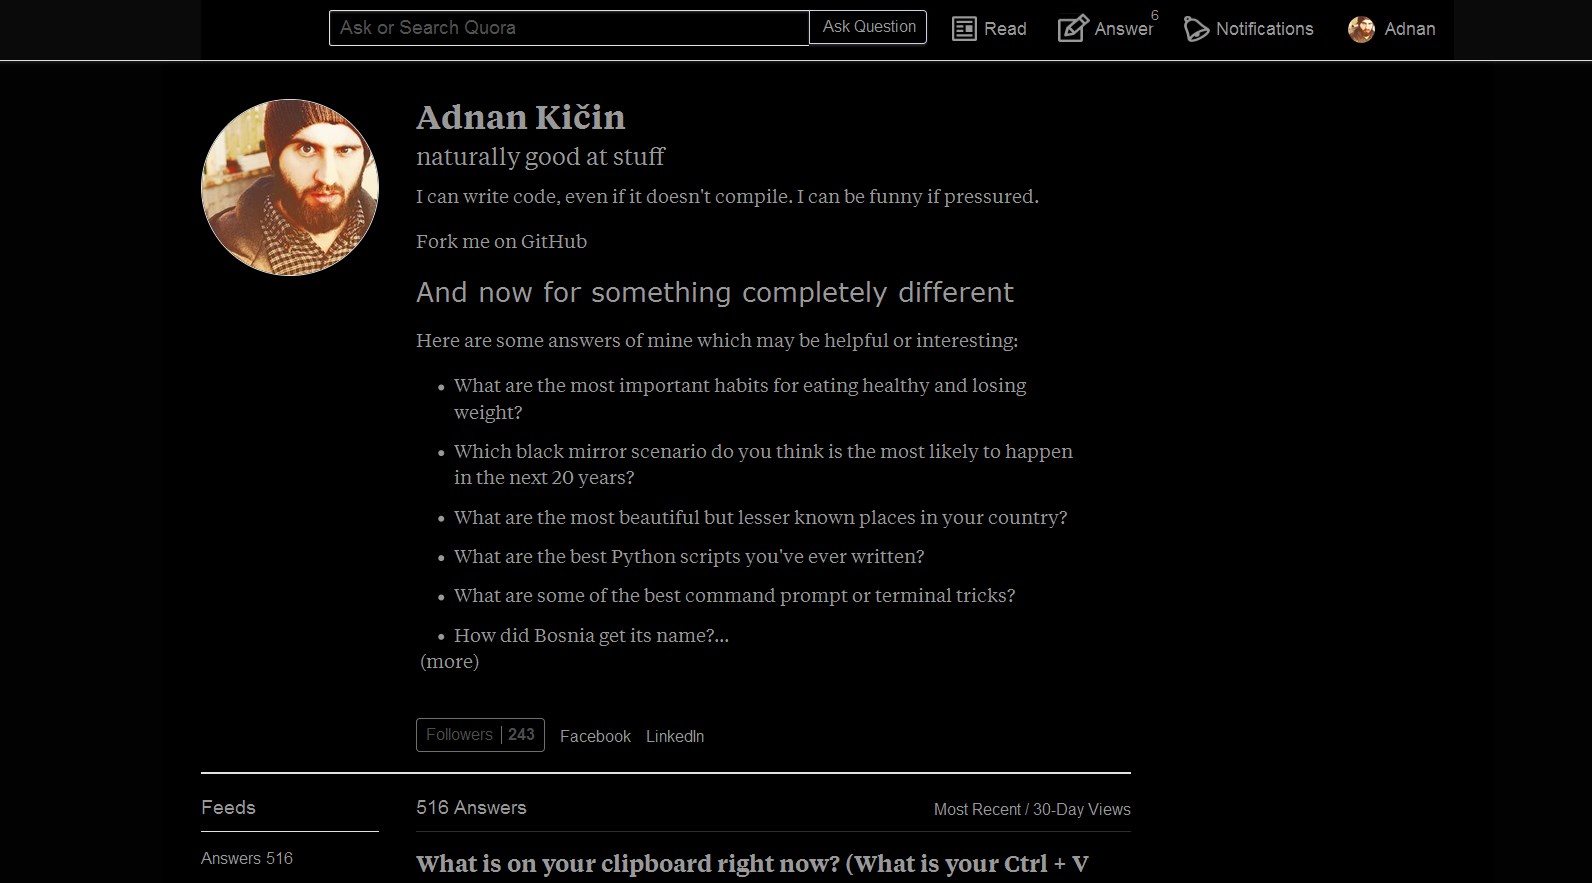 Ask or Search Quora
Ask Question
Read
Answer
6
Notifications
Adnan
Adnan Kičin
naturally good at stuff
I can write code, even if it doesn't compile. I can be funny if pressured.
Fork me on GitHub
And now for something completely different
Here are some answers of mine which may be helpful or interesting:
• What are the most important habits for eating healthy and losing
weight?
• Which black mirror scenario do you think is the most likely to happen
in the next 20 years?
• What are the most beautiful but lesser known places in your country?
• What are the best Python scripts you've ever written?
• What are some of the best command prompt or terminal tricks?
• How did Bosnia get its name?...
(more)
Followers | 243
Facebook
LinkedIn
Feeds
516 Answers
Most Recent / 30-Day Views
Answers 516
What is on your clipboard right now? (What is your Ctrl + V